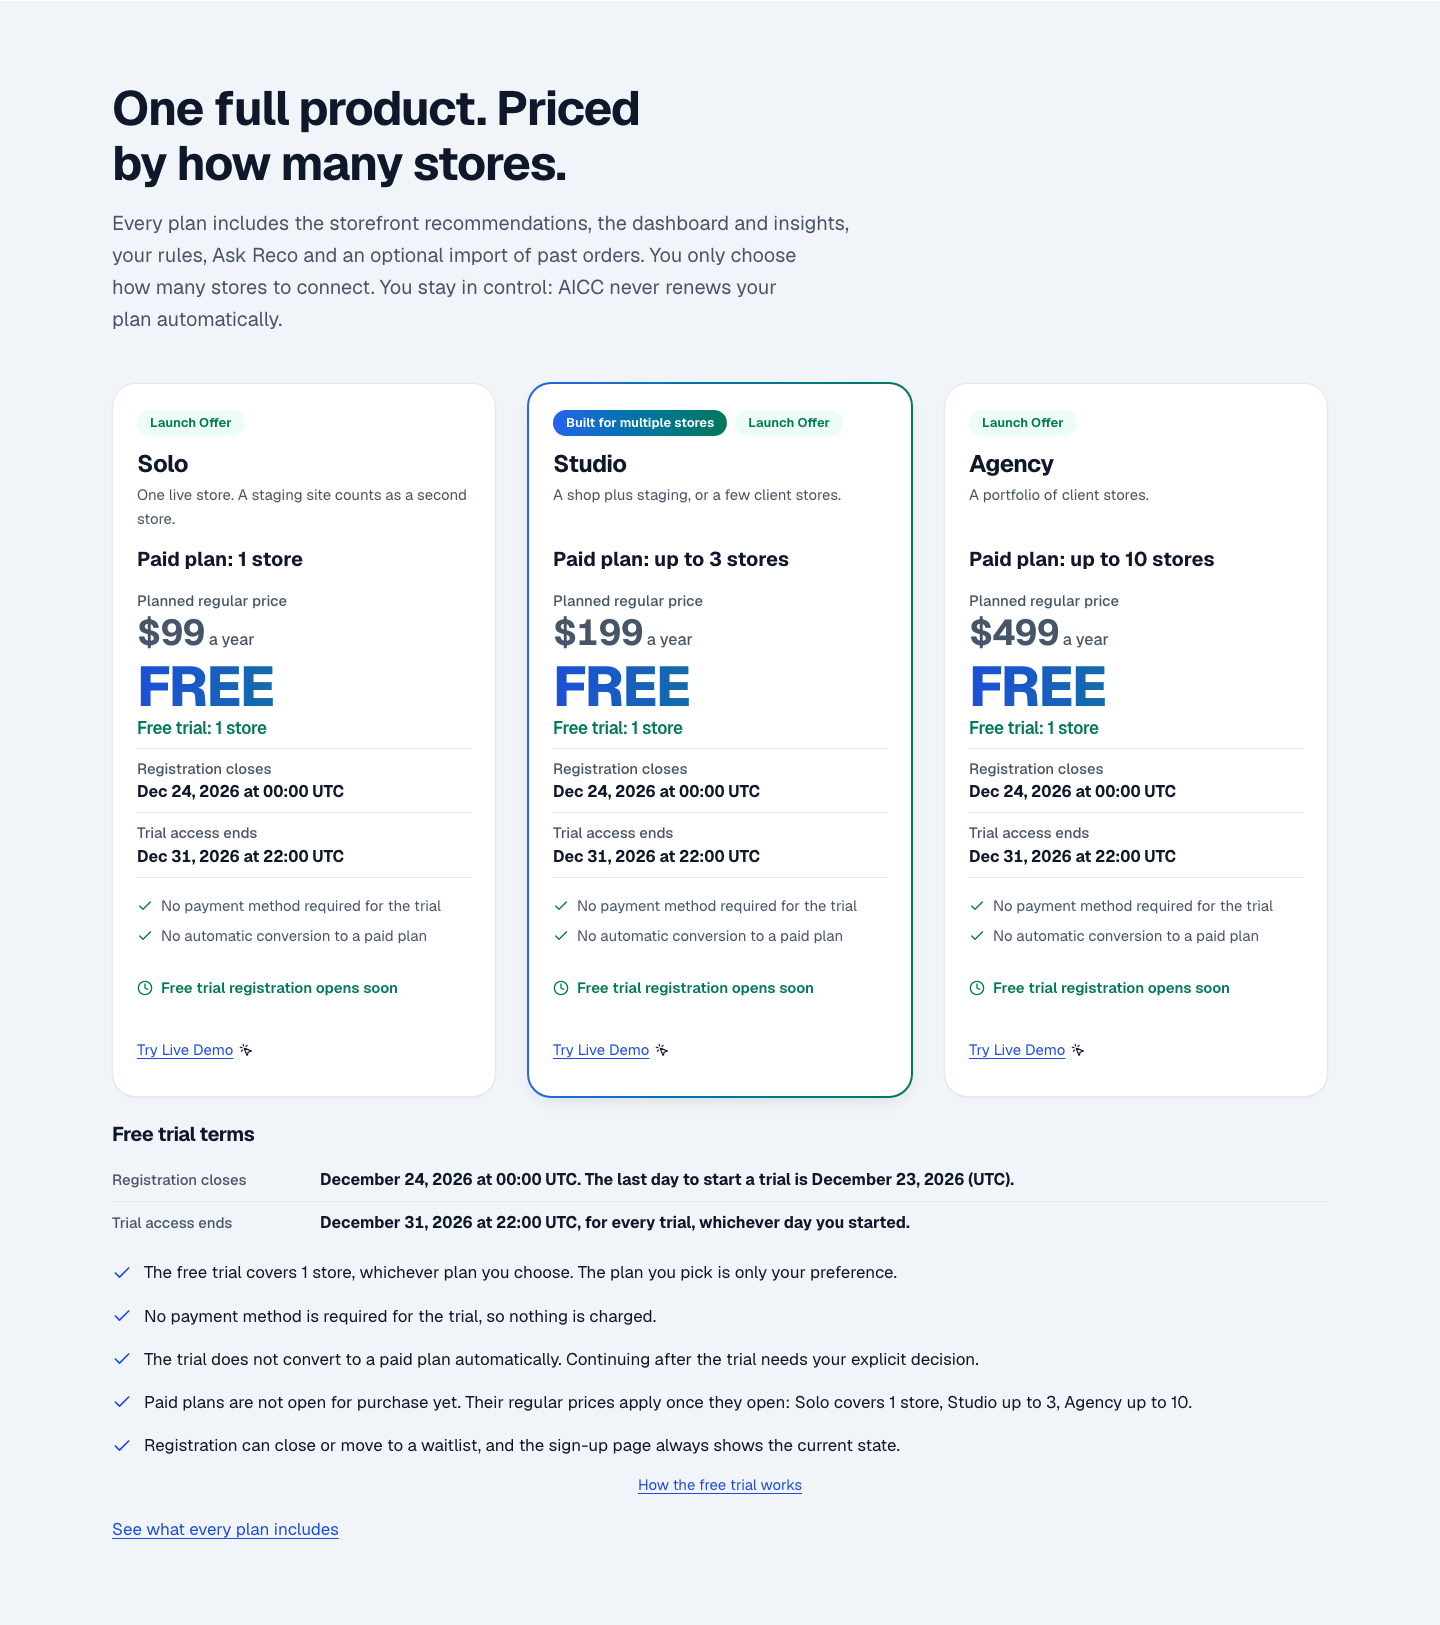 One full product. Priced
by how many stores.
Every plan includes the storefront recommendations, the dashboard and insights,
your rules, Ask Reco and an optional import of past orders. You only choose
how many stores to connect. You stay in control: AICC never renews your
plan automatically.
Launch Offer
Solo
One live store. A staging site counts as a second
store.
Paid plan: 1 store
Planned regular price
$99 a year
FREE
Free trial: 1 store
Registration closes
Dec 24, 2026 at 00:00 UTC
Trial access ends
Dec 31, 2026 at 22:00 UTC
No payment method required for the trial
No automatic conversion to a paid plan
Free trial registration opens soon
Try Live Demo
Built for multiple stores
Launch Offer
Studio
A shop plus staging, or a few client stores.
Paid plan: up to 3 stores
Planned regular price
$199 a year
FREE
Free trial: 1 store
Registration closes
Dec 24, 2026 at 00:00 UTC
Trial access ends
Dec 31, 2026 at 22:00 UTC
No payment method required for the trial
No automatic conversion to a paid plan
Free trial registration opens soon
Try Live Demo
Launch Offer
Agency
A portfolio of client stores.
Paid plan: up to 10 stores
Planned regular price
$499 a year
FREE
Free trial: 1 store
Registration closes
Dec 24, 2026 at 00:00 UTC
Trial access ends
Dec 31, 2026 at 22:00 UTC
No payment method required for the trial
No automatic conversion to a paid plan
Free trial registration opens soon
Try Live Demo
Free trial terms
Registration closes December 24, 2026 at 00:00 UTC. The last day to start a trial is December 23, 2026 (UTC).
Trial access ends December 31, 2026 at 22:00 UTC, for every trial, whichever day you started.
The free trial covers 1 store, whichever plan you choose. The plan you pick is only your preference.
No payment method is required for the trial, so nothing is charged.
The trial does not convert to a paid plan automatically. Continuing after the trial needs your explicit decision.
Paid plans are not open for purchase yet. Their regular prices apply once they open: Solo covers 1 store, Studio up to 3, Agency up to 10.
Registration can close or move to a waitlist, and the sign-up page always shows the current state.
How the free trial works
See what every plan includes